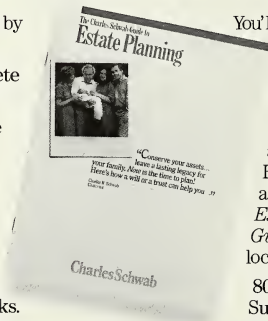 by
ete
e
ks.
The Charles Schwab Guide to
Estate Planning
“Conserve your assets...
leave a lasting legacy for
your family. Now is the time to plan!
Here's how a will or a trust can help you.”
Charles R. Schwab
Charles Schwab
You'l
E
a
E
G
loc
80
Su